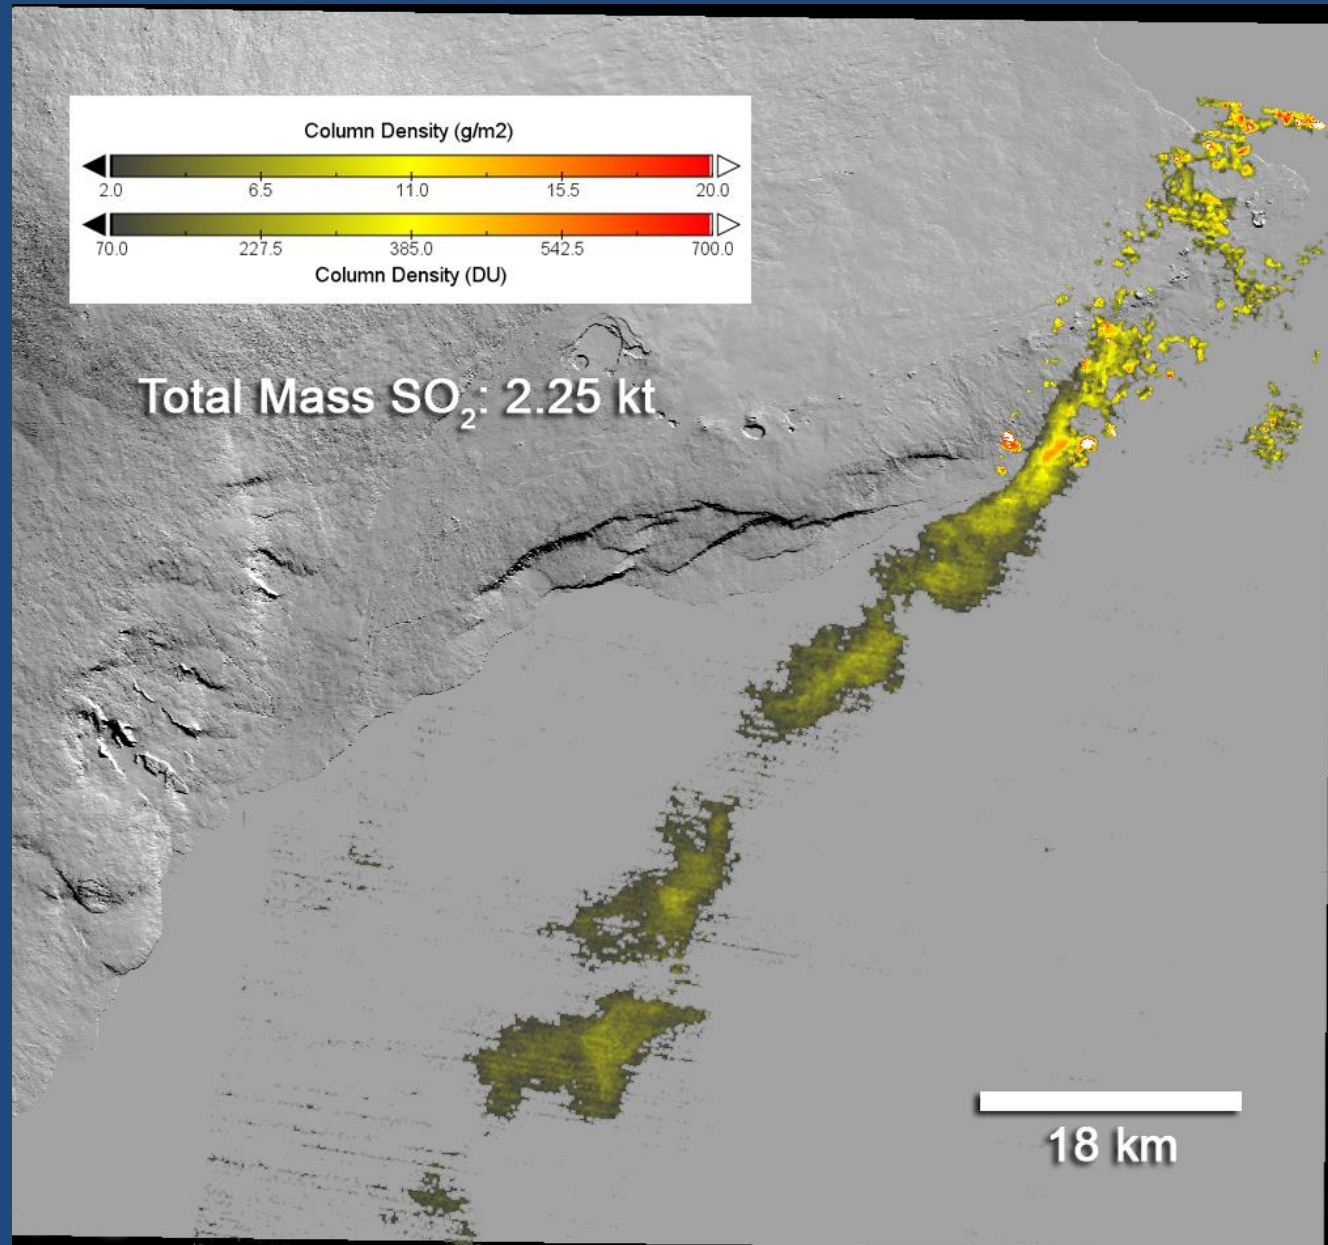 Column Density (g/m2)
2.0 6.5 11.0 15.5 20.0
70.0 227.5 385.0 542.5 700.0
Column Density (DU)
Total Mass SO₂: 2.25 kt
18 km